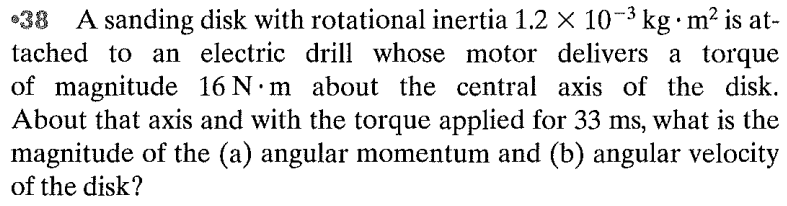 •38 A sanding disk with rotational inertia 1.2 × 10⁻³ kg · m² is at-
tached to an electric drill whose motor delivers a torque
of magnitude 16 N · m about the central axis of the disk.
About that axis and with the torque applied for 33 ms, what is the
magnitude of the (a) angular momentum and (b) angular velocity
of the disk?